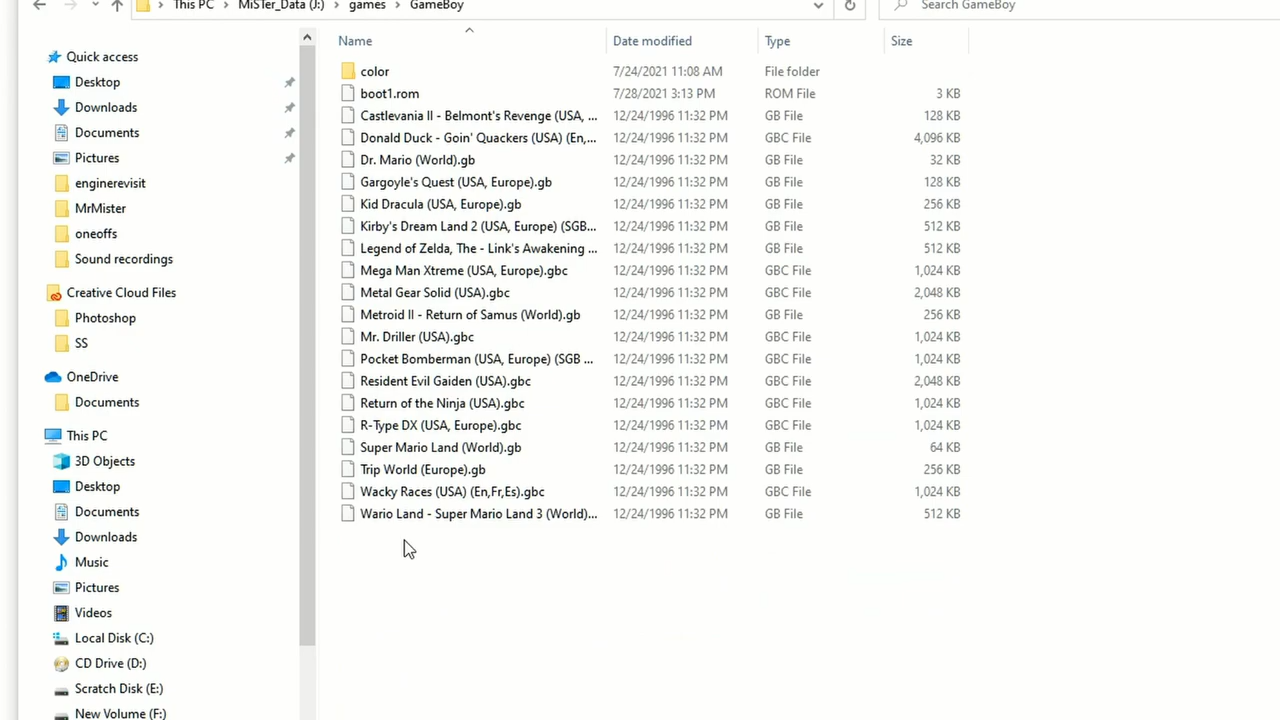 This PC > MiSTer_Data (J:) > games > GameBoy
Search GameBoy
Name Date modified Type Size
Quick access
Desktop
Downloads
Documents
Pictures
enginerevisit
MrMister
oneoffs
Sound recordings
Creative Cloud Files
Photoshop
SS
OneDrive
Documents
This PC
3D Objects
Desktop
Documents
Downloads
Music
Pictures
Videos
Local Disk (C:)
CD Drive (D:)
Scratch Disk (E:)
New Volume (F:)
color 7/24/2021 11:08 AM File folder
boot1.rom 7/28/2021 3:13 PM ROM File 3 KB
Castlevania II - Belmont's Revenge (USA, ... 12/24/1996 11:32 PM GB File 128 KB
Donald Duck - Goin' Quackers (USA) (En,... 12/24/1996 11:32 PM GBC File 4,096 KB
Dr. Mario (World).gb 12/24/1996 11:32 PM GB File 32 KB
Gargoyle's Quest (USA, Europe).gb 12/24/1996 11:32 PM GB File 128 KB
Kid Dracula (USA, Europe).gb 12/24/1996 11:32 PM GB File 256 KB
Kirby's Dream Land 2 (USA, Europe) (SGB... 12/24/1996 11:32 PM GB File 512 KB
Legend of Zelda, The - Link's Awakening ... 12/24/1996 11:32 PM GB File 512 KB
Mega Man Xtreme (USA, Europe).gbc 12/24/1996 11:32 PM GBC File 1,024 KB
Metal Gear Solid (USA).gbc 12/24/1996 11:32 PM GBC File 2,048 KB
Metroid II - Return of Samus (World).gb 12/24/1996 11:32 PM GB File 256 KB
Mr. Driller (USA).gbc 12/24/1996 11:32 PM GBC File 1,024 KB
Pocket Bomberman (USA, Europe) (SGB ... 12/24/1996 11:32 PM GBC File 1,024 KB
Resident Evil Gaiden (USA).gbc 12/24/1996 11:32 PM GBC File 2,048 KB
Return of the Ninja (USA).gbc 12/24/1996 11:32 PM GBC File 1,024 KB
R-Type DX (USA, Europe).gbc 12/24/1996 11:32 PM GBC File 1,024 KB
Super Mario Land (World).gb 12/24/1996 11:32 PM GB File 64 KB
Trip World (Europe).gb 12/24/1996 11:32 PM GB File 256 KB
Wacky Races (USA) (En,Fr,Es).gbc 12/24/1996 11:32 PM GBC File 1,024 KB
Wario Land - Super Mario Land 3 (World)... 12/24/1996 11:32 PM GB File 512 KB